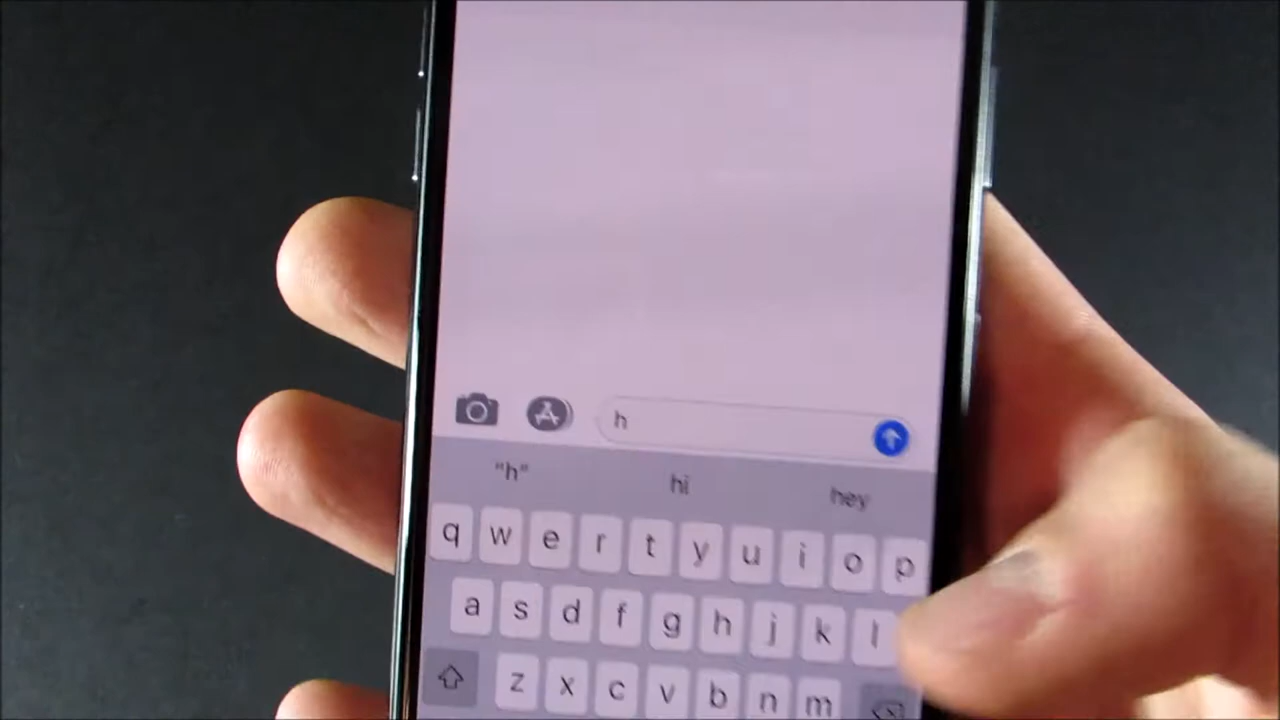 h
"h" hi hey
q w e r t y u i o p
a s d f g h j k l
z x c v b n m